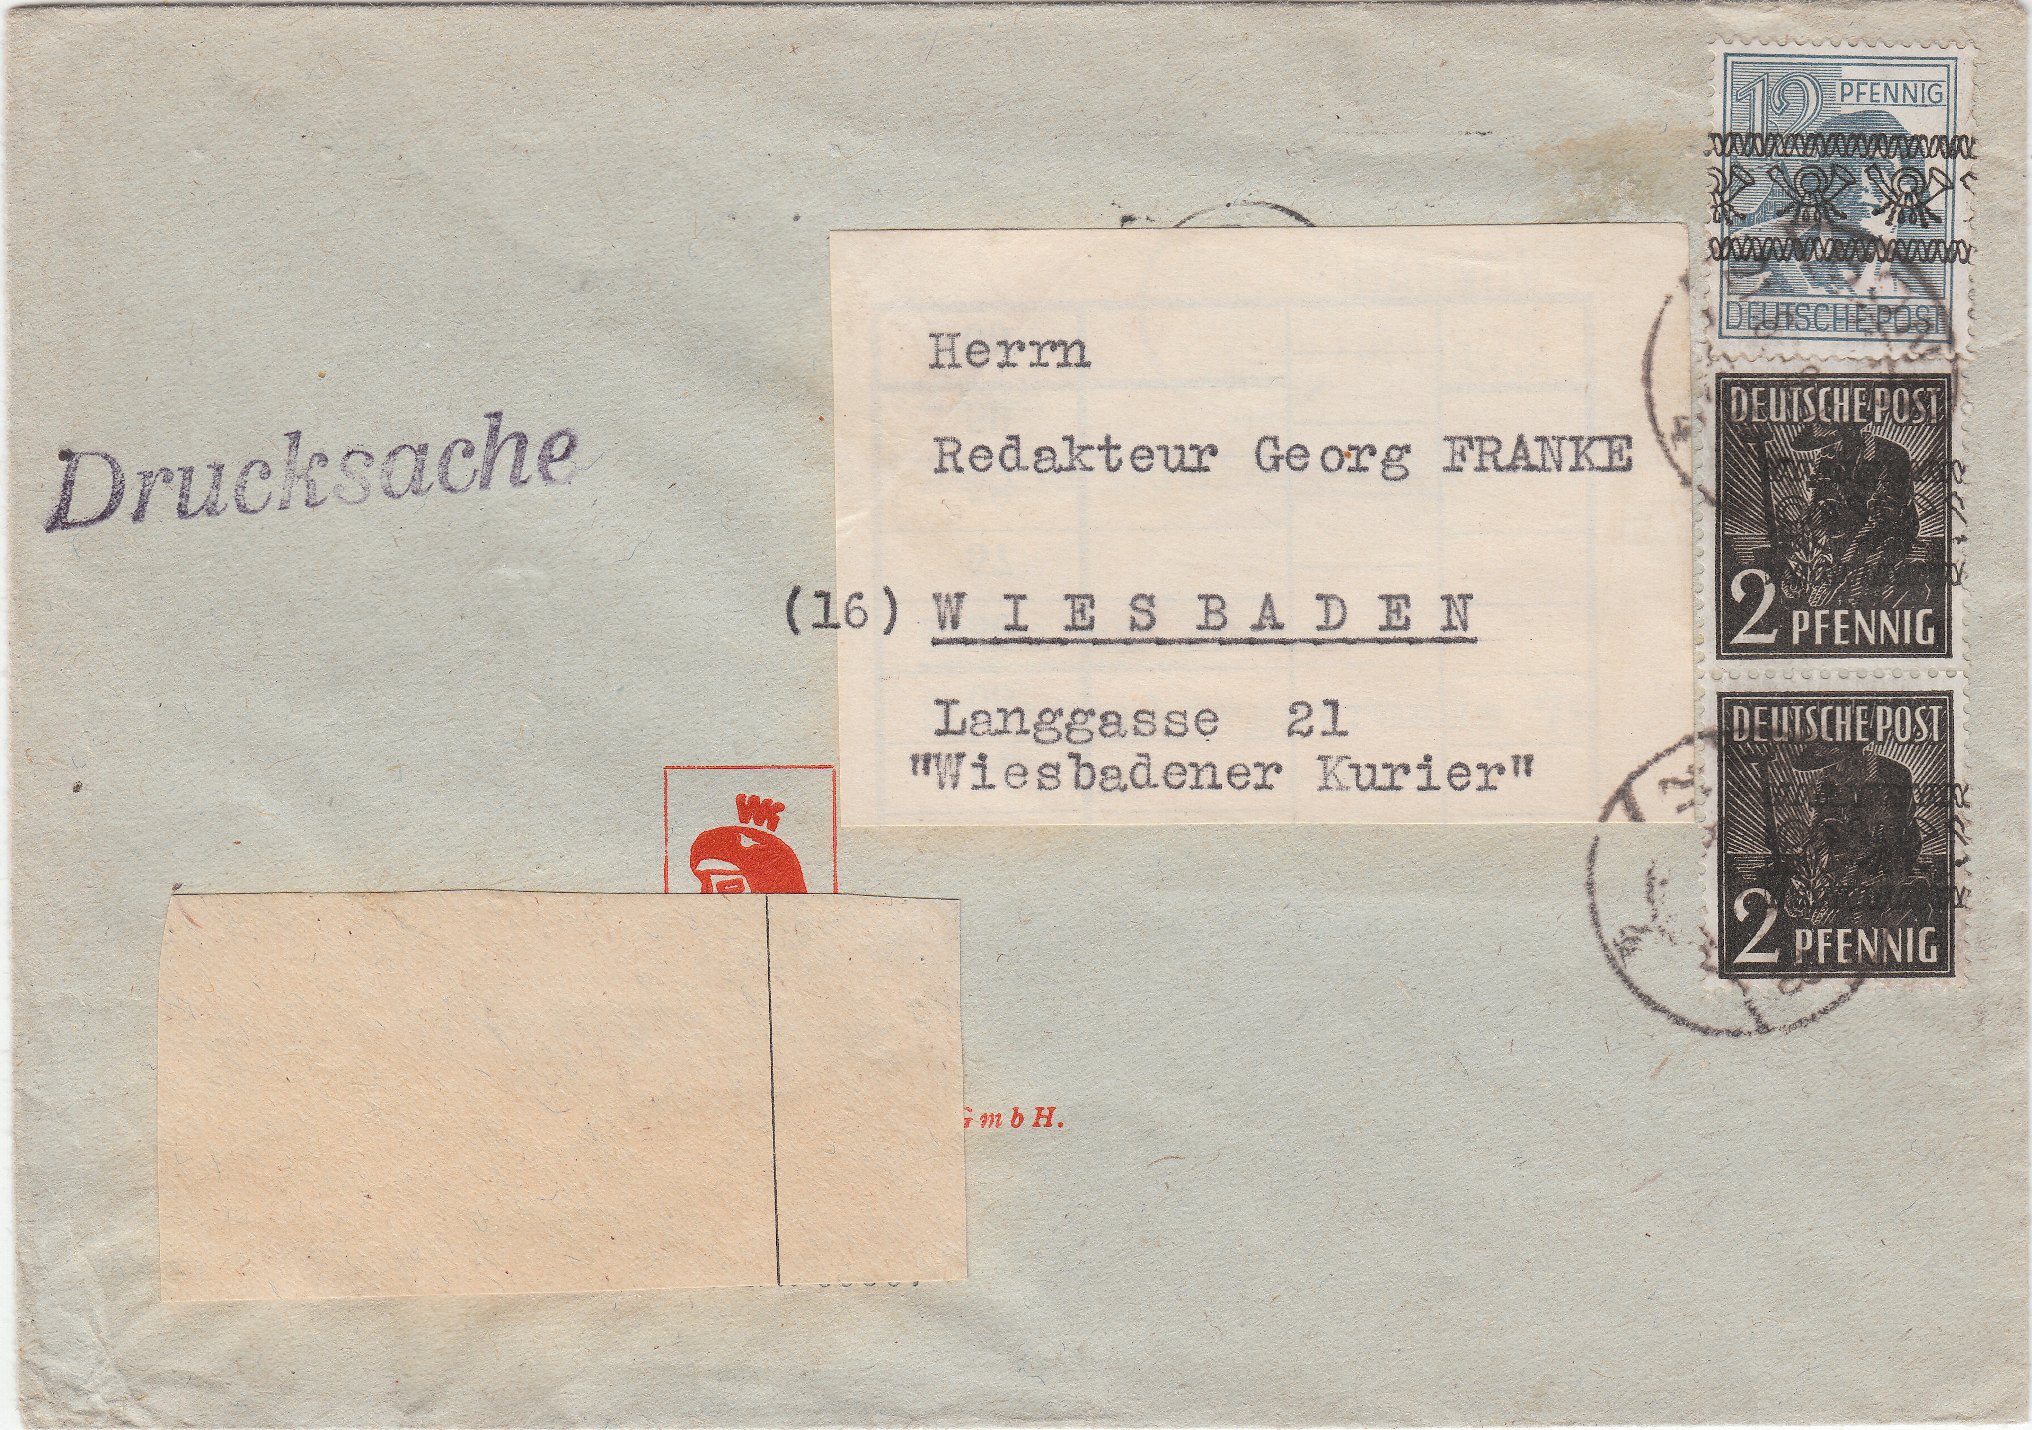 12 PFENNIG
DEUTSCHE POST
DEUTSCHE POST
2 PFENNIG
DEUTSCHE POST
2 PFENNIG
Drucksache
Herrn
Redakteur Georg FRANKE
(16) W I E S B A D E N
Langgasse 21
"Wiesbadener Kurier"
GmbH.